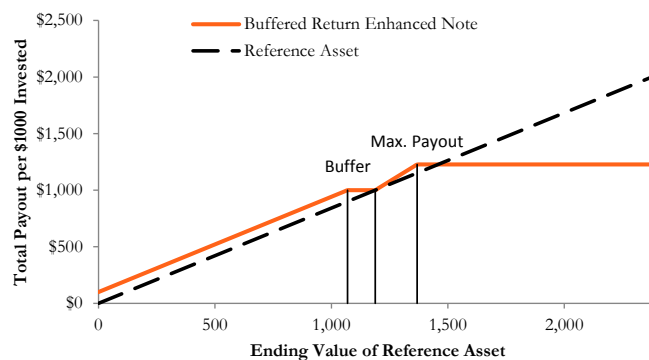 $2,500
Buffered Return Enhanced Note
Reference Asset
$2,000
$1,500
Max. Payout
Buffer
$1,000
$500
$0
0
500
1,000
1,500
2,000
Total Payout per $1000 Invested
Ending Value of Reference Asset